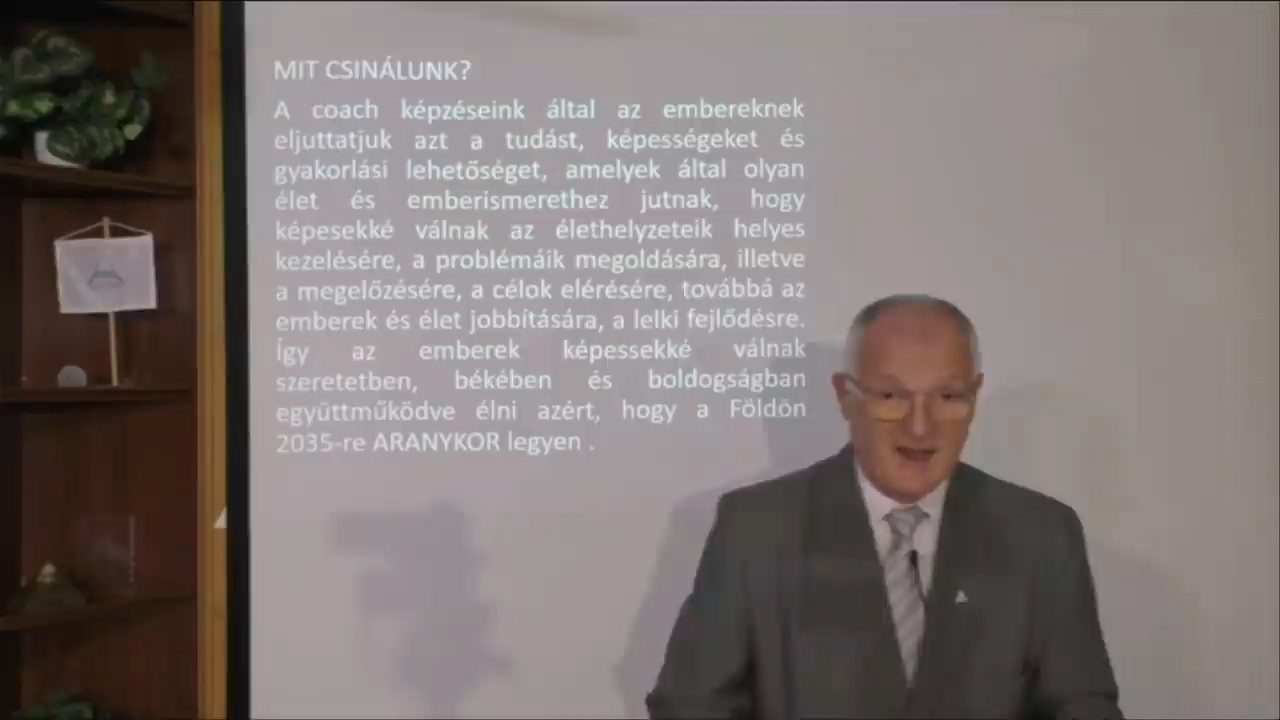 MIT CSINÁLUNK?
A coach képzéseink által az embereknek
eljuttatjuk azt a tudást, képességeket és
gyakorlási lehetőséget, amelyek által olyan
élet és emberismerethez jutnak, hogy
képesekké válnak az élethelyzeteik helyes
kezelésére, a problémáik megoldására, illetve
a megelőzésére, a célok elérésére, továbbá az
emberek és élet jobbítására, a lelki fejlődésre.
Így az emberek képessekké válnak
szeretetben, békében és boldogságban
együttműködve élni azért, hogy a Földön
2035-re ARANYKOR legyen .